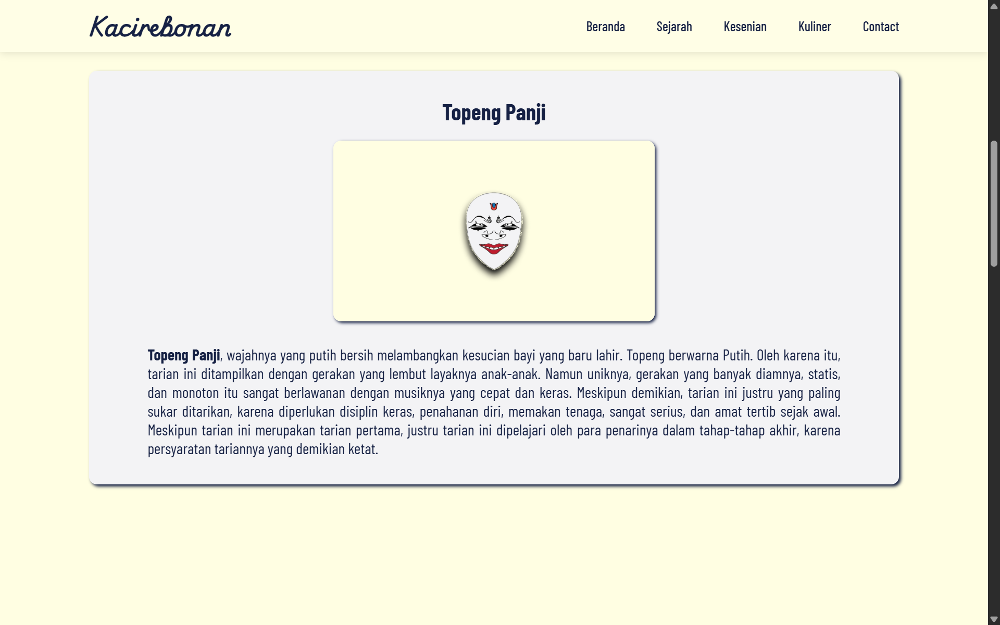 Kacirebonan
Beranda Sejarah Kesenian Kuliner Contact
Topeng Panji
Topeng Panji, wajahnya yang putih bersih melambangkan kesucian bayi yang baru lahir. Topeng berwarna Putih. Oleh karena itu,
tarian ini ditampilkan dengan gerakan yang lembut layaknya anak-anak. Namun uniknya, gerakan yang banyak diamnya, statis,
dan monoton itu sangat berlawanan dengan musiknya yang cepat dan keras. Meskipun demikian, tarian ini justru yang paling
sukar ditarikan, karena diperlukan disiplin keras, penahanan diri, memakan tenaga, sangat serius, dan amat tertib sejak awal.
Meskipun tarian ini merupakan tarian pertama, justru tarian ini dipelajari oleh para penarinya dalam tahap-tahap akhir, karena
persyaratan tariannya yang demikian ketat.